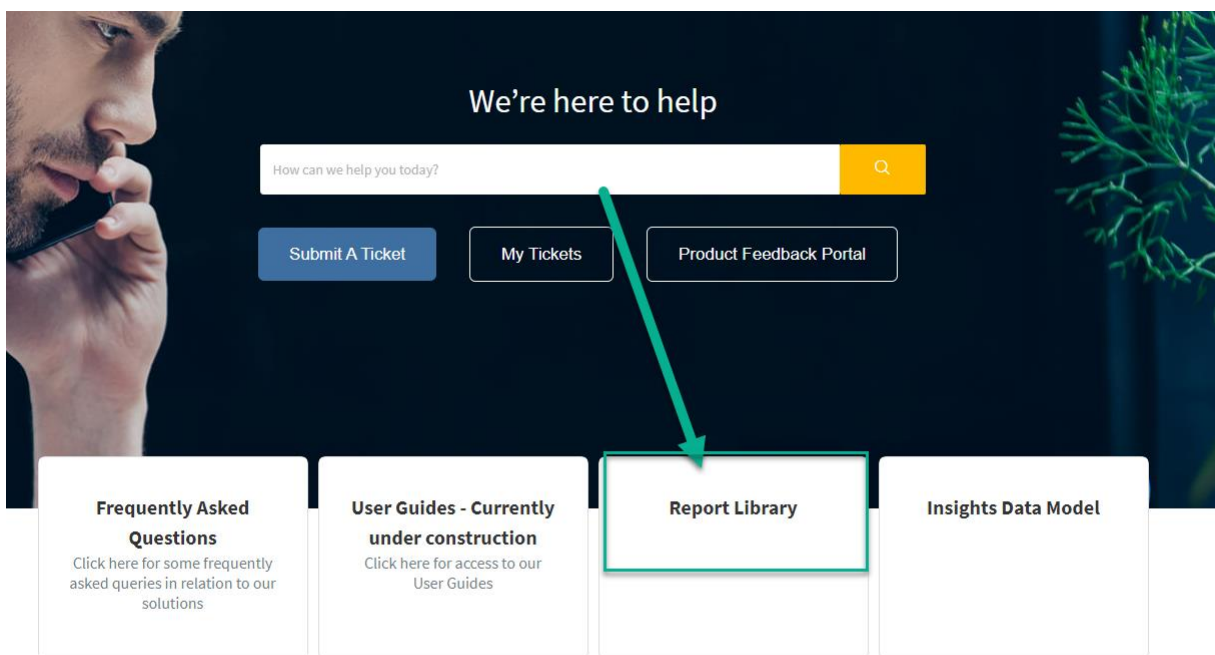 We're here to help
How can we help you today?
Submit A Ticket
My Tickets
Product Feedback Portal
Frequently Asked
Questions
Click here for some frequently
asked queries in relation to our
solutions
User Guides - Currently
under construction
Click here for access to our
User Guides
Report Library
Insights Data Model